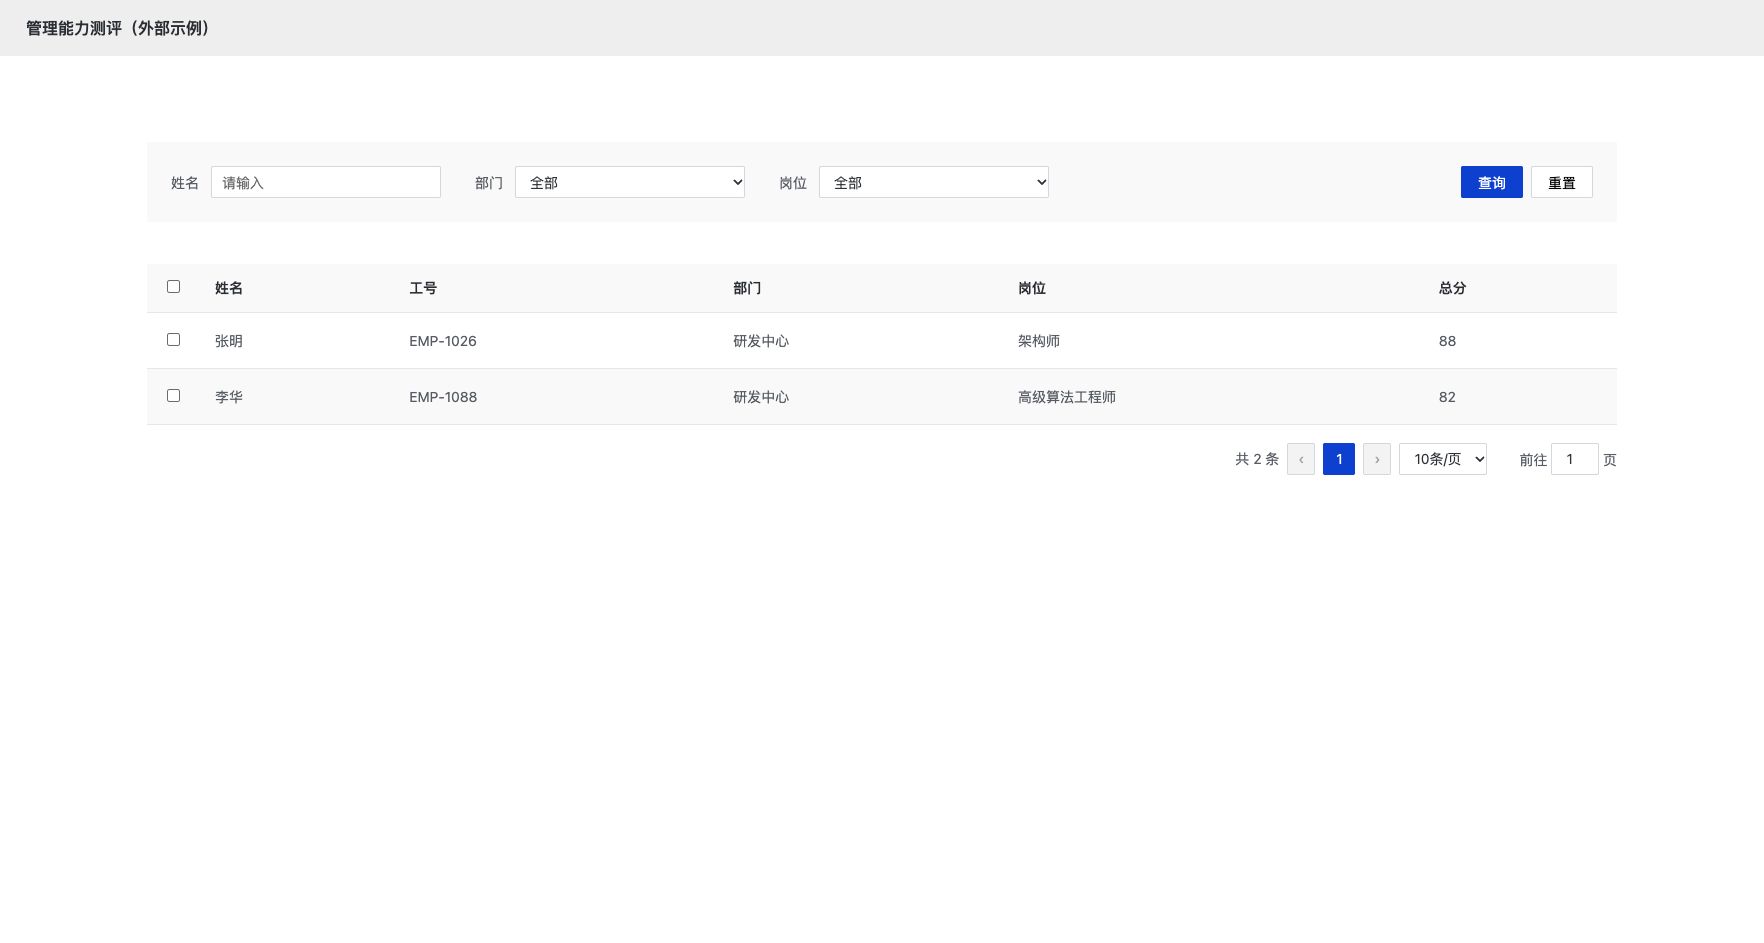 管理能力测评（外部示例）
姓名 请输入 部门 全部 岗位 全部 查询 重置
姓名 工号 部门 岗位 总分
张明 EMP-1026 研发中心 架构师 88
李华 EMP-1088 研发中心 高级算法工程师 82
共 2 条 ‹ 1 › 10条/页 前往 1 页